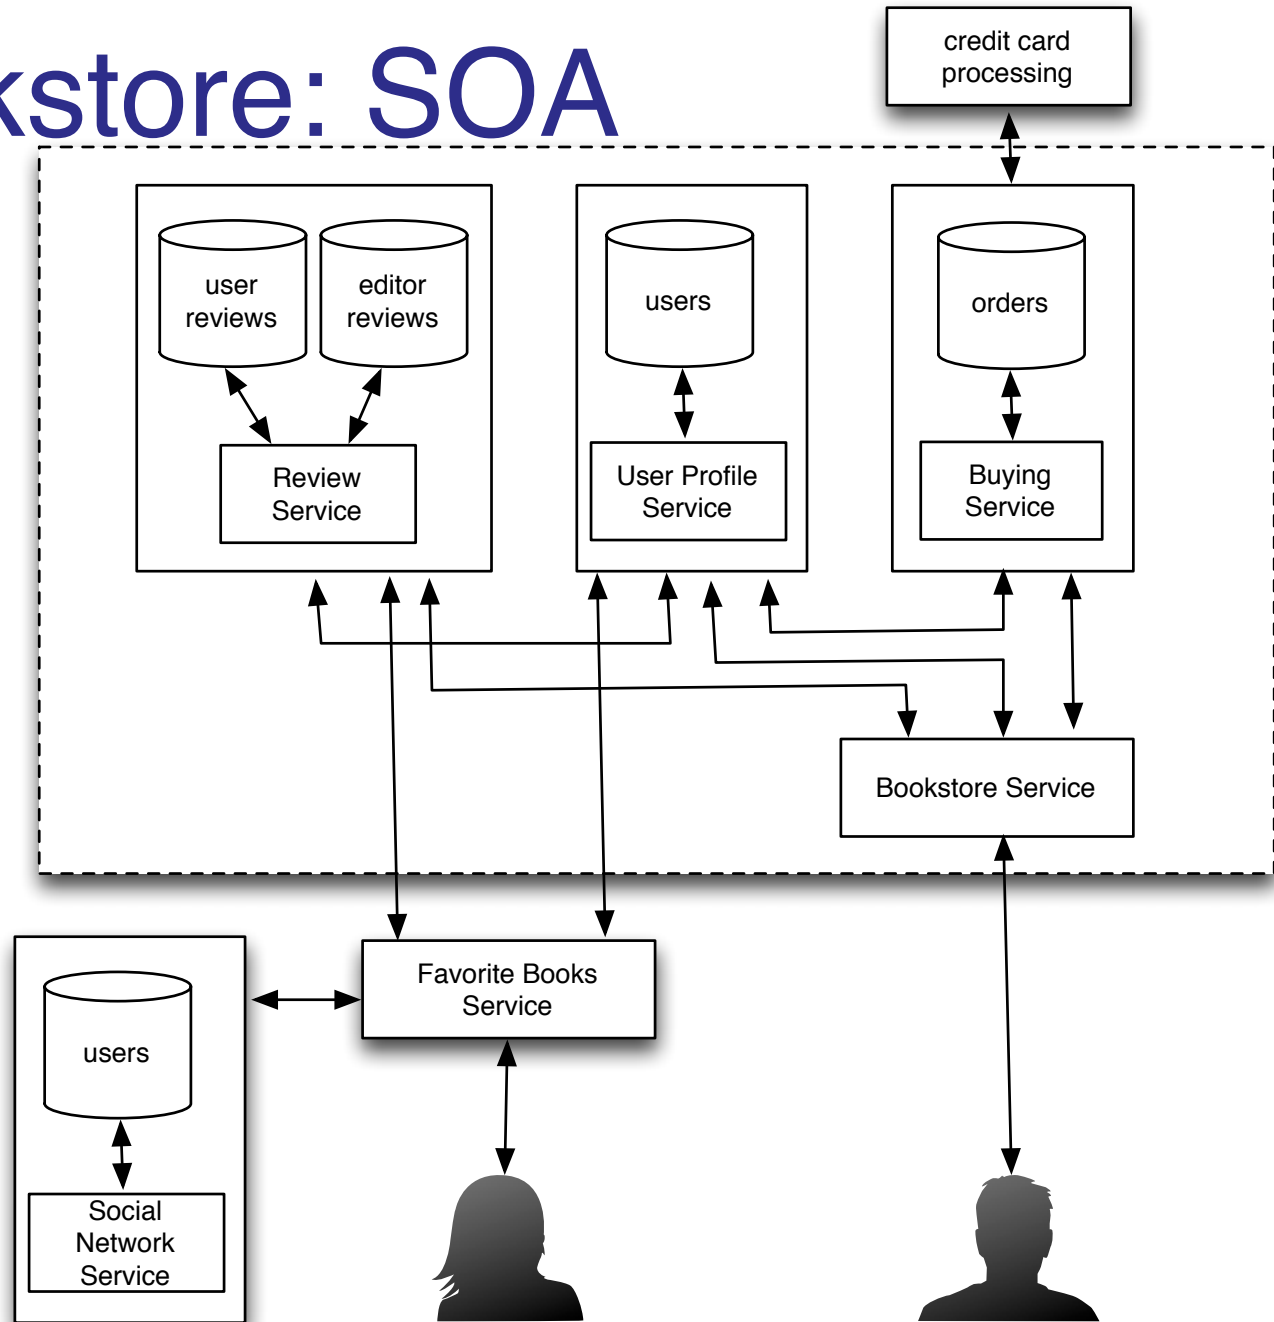 kstore: SOA
credit card
processing
user
reviews
editor
reviews
users
orders
Review
Service
User Profile
Service
Buying
Service
Bookstore Service
Favorite Books
Service
users
Social
Network
Service